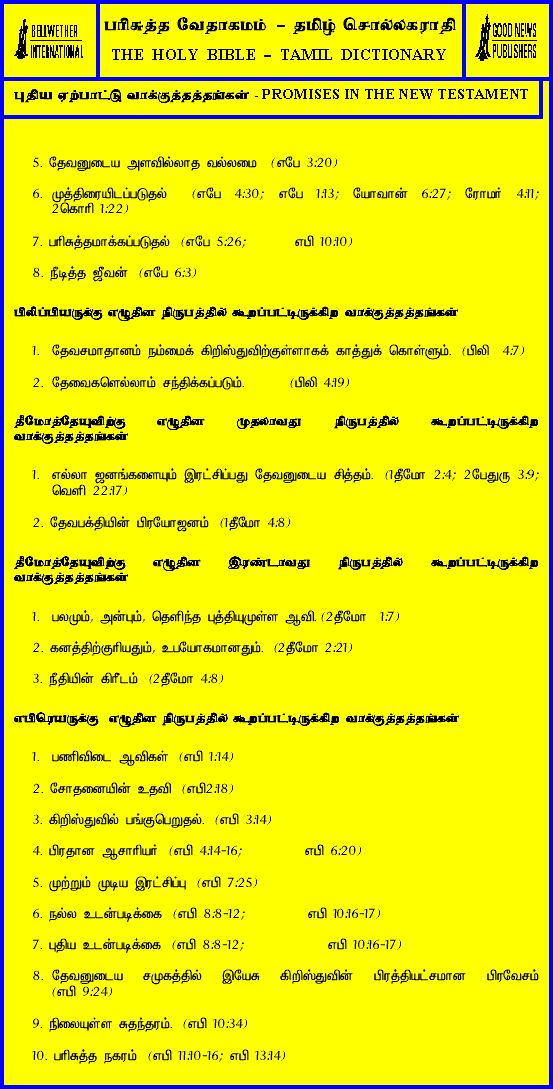 BELLWETHER
INTERNATIONAL
பரிசுத்த வேதாகமம் – தமிழ் சொல்லகராதி
THE HOLY BIBLE – TAMIL DICTIONARY
GOOD NEWS
PUBLISHERS
புதிய ஏற்பாட்டு வாக்குத்தத்தங்கள் - PROMISES IN THE NEW TESTAMENT
5. தேவனுடைய அளவில்லாத வல்லமை (எபே 3:20)
6. முத்திரையிடப்படுதல் (எபே 4:30; எபே 1:13; யோவான் 6:27; ரோமர் 4:11;
2கொரி 1:22)
7. பரிசுத்தமாக்கப்படுதல் (எபே 5:26; எபி 10:10)
8. நீடித்த ஜீவன் (எபே 6:3)
பிலிப்பியருக்கு எழுதின நிருபத்தில் கூறப்பட்டிருக்கிற வாக்குத்தத்தங்கள்
1. தேவசமாதானம் நம்மைக் கிறிஸ்துவிற்குள்ளாகக் காத்துக் கொள்ளும். (பிலி 4:7)
2. தேவைகளெல்லாம் சந்திக்கப்படும். (பிலி 4:19)
தீமோத்தேயுவிற்கு எழுதின முதலாவது நிருபத்தில் கூறப்பட்டிருக்கிற
வாக்குத்தத்தங்கள்
1. எல்லா ஜனங்களையும் இரட்சிப்பது தேவனுடைய சித்தம். (1தீமோ 2:4; 2பேதுரு 3:9;
வெளி 22:17)
2. தேவபக்தியின் பிரயோஜனம் (1தீமோ 4:8)
தீமோத்தேயுவிற்கு எழுதின இரண்டாவது நிருபத்தில் கூறப்பட்டிருக்கிற
வாக்குத்தத்தங்கள்
1. பலமும், அன்பும், தெளிந்த புத்தியுமுள்ள ஆவி. (2தீமோ 1:7)
2. கனத்திற்குரியதும், உபயோகமானதும். (2தீமோ 2:21)
3. நீதியின் கிரீடம் (2தீமோ 4:8)
எபிரெயருக்கு எழுதின நிருபத்தில் கூறப்பட்டிருக்கிற வாக்குத்தத்தங்கள்
1. பணிவிடை ஆவிகள் (எபி 1:14)
2. சோதனையின் உதவி (எபி2:18)
3. கிறிஸ்துவில் பங்குபெறுதல். (எபி 3:14)
4. பிரதான ஆசாரியர் (எபி 4:14-16; எபி 6:20)
5. முற்றும் முடிய இரட்சிப்பு (எபி 7:25)
6. நல்ல உடன்படிக்கை (எபி 8:8-12; எபி 10:16-17)
7. புதிய உடன்படிக்கை (எபி 8:8-12; எபி 10:16-17)
8. தேவனுடைய சமுகத்தில் இயேசு கிறிஸ்துவின் பிரத்தியட்சமான பிரவேசம்
(எபி 9:24)
9. நிலையுள்ள சுதந்தரம். (எபி 10:34)
10. பரிசுத்த நகரம் (எபி 11:10-16; எபி 13:14)